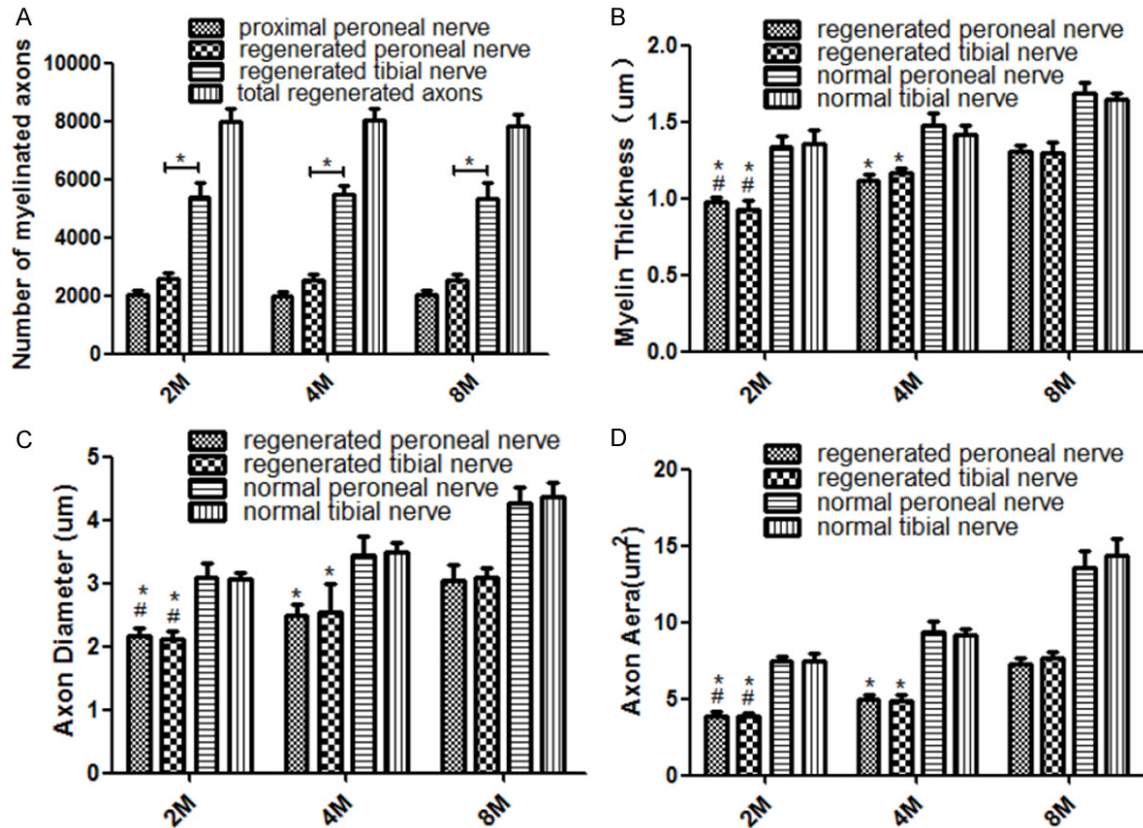 A
proximal peroneal nerve
regenerated peroneal nerve
regenerated tibial nerve
total regenerated axons
Number of myelinated axons
10000
8000
6000
4000
2000
0
*
*
*
2M
4M
8M
B
regenerated peroneal nerve
regenerated tibial nerve
normal peroneal nerve
normal tibial nerve
Myelin Thickness (um)
2.0
1.5
1.0
0.5
0.0
* *
# #
* *
2M
4M
8M
C
regenerated peroneal nerve
regenerated tibial nerve
normal peroneal nerve
normal tibial nerve
Axon Diameter (um)
5
4
3
2
1
0
* *
# #
* *
2M
4M
8M
D
regenerated peroneal nerve
regenerated tibial nerve
normal peroneal nerve
normal tibial nerve
Axon Aera(um²)
20
15
10
5
0
* *
# #
* *
2M
4M
8M